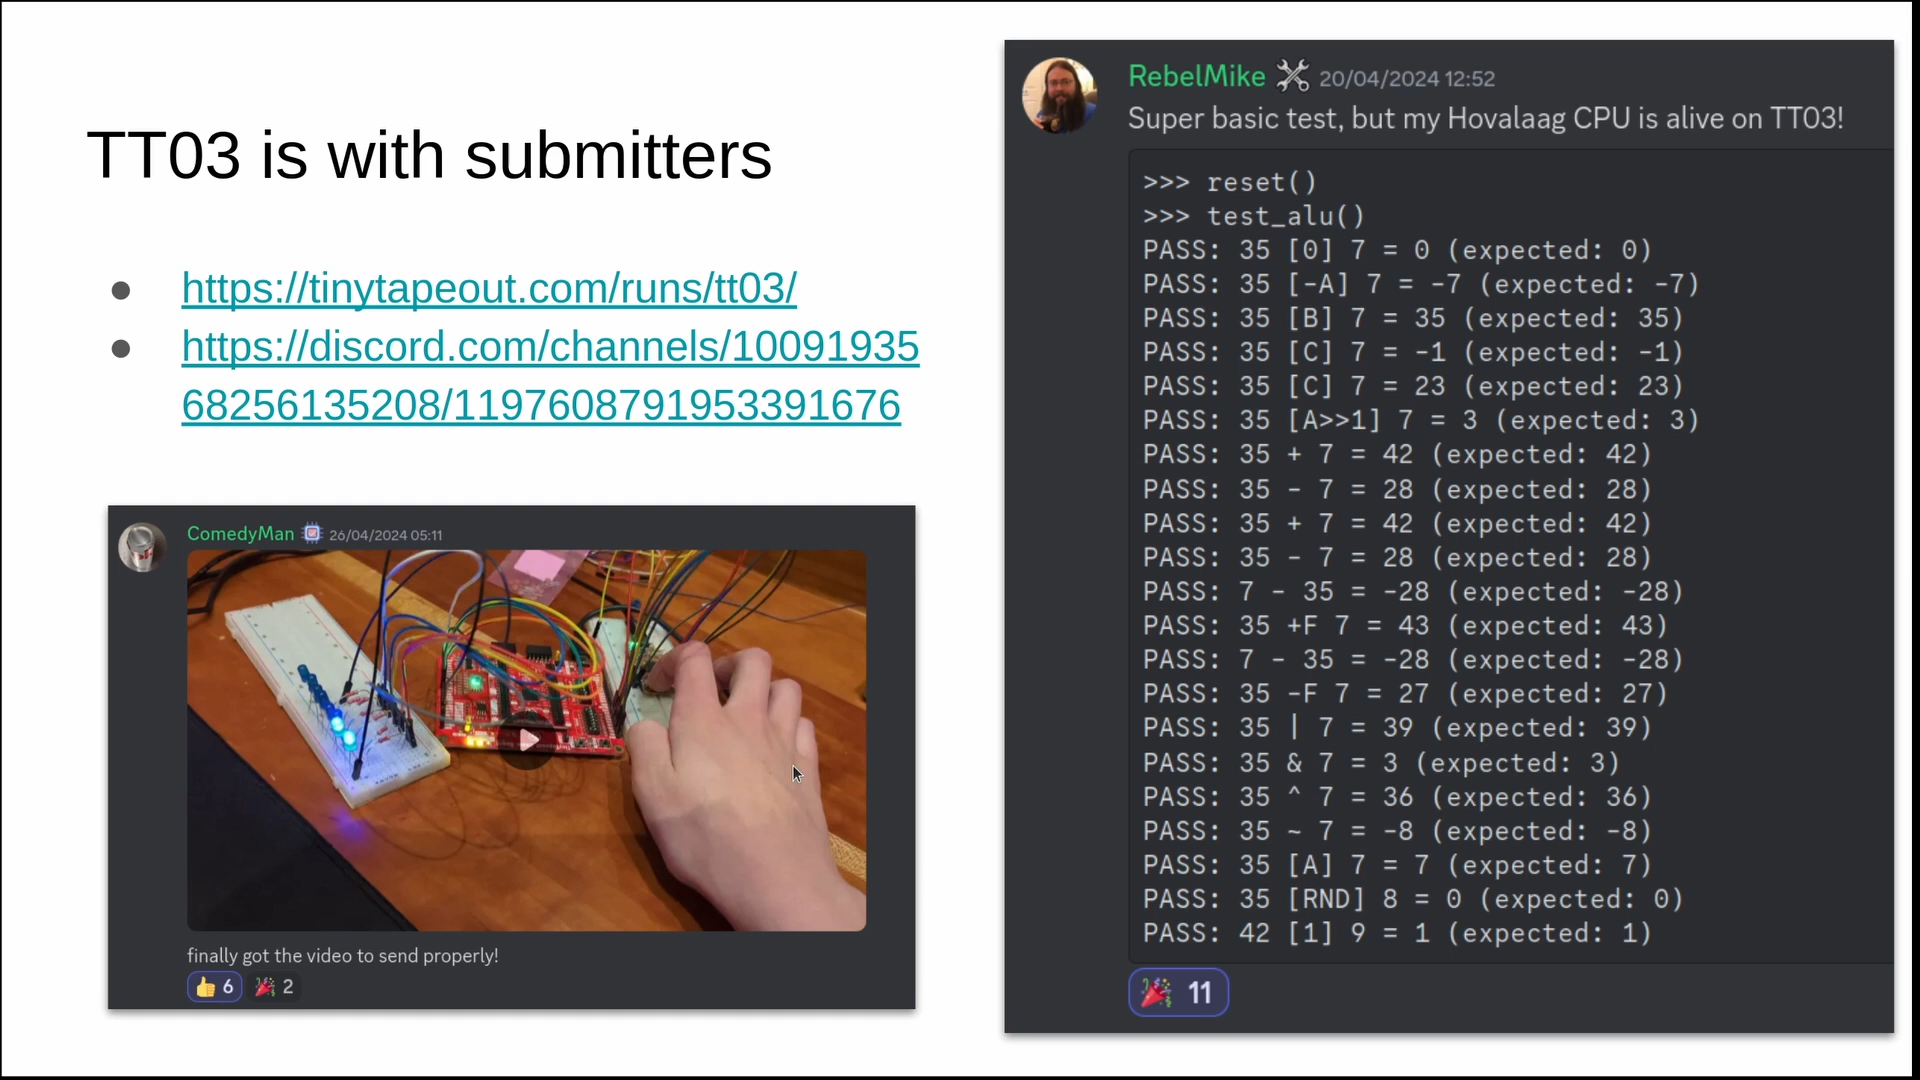 TT03 is with submitters
https://tinytapeout.com/runs/tt03/
https://discord.com/channels/10091935
68256135208/1197608791953391676
ComedyMan 26/04/2024 05:11
finally got the video to send properly!
👍 6 🎉 2
RebelMike 20/04/2024 12:52
Super basic test, but my Hovalaag CPU is alive on TT03!
>>> reset()
>>> test_alu()
PASS: 35 [0] 7 = 0 (expected: 0)
PASS: 35 [-A] 7 = -7 (expected: -7)
PASS: 35 [B] 7 = 35 (expected: 35)
PASS: 35 [C] 7 = -1 (expected: -1)
PASS: 35 [C] 7 = 23 (expected: 23)
PASS: 35 [A>>1] 7 = 3 (expected: 3)
PASS: 35 + 7 = 42 (expected: 42)
PASS: 35 - 7 = 28 (expected: 28)
PASS: 35 + 7 = 42 (expected: 42)
PASS: 35 - 7 = 28 (expected: 28)
PASS: 7 - 35 = -28 (expected: -28)
PASS: 35 +F 7 = 43 (expected: 43)
PASS: 7 - 35 = -28 (expected: -28)
PASS: 35 -F 7 = 27 (expected: 27)
PASS: 35 | 7 = 39 (expected: 39)
PASS: 35 & 7 = 3 (expected: 3)
PASS: 35 ^ 7 = 36 (expected: 36)
PASS: 35 ~ 7 = -8 (expected: -8)
PASS: 35 [A] 7 = 7 (expected: 7)
PASS: 35 [RND] 8 = 0 (expected: 0)
PASS: 42 [1] 9 = 1 (expected: 1)
🎉 11